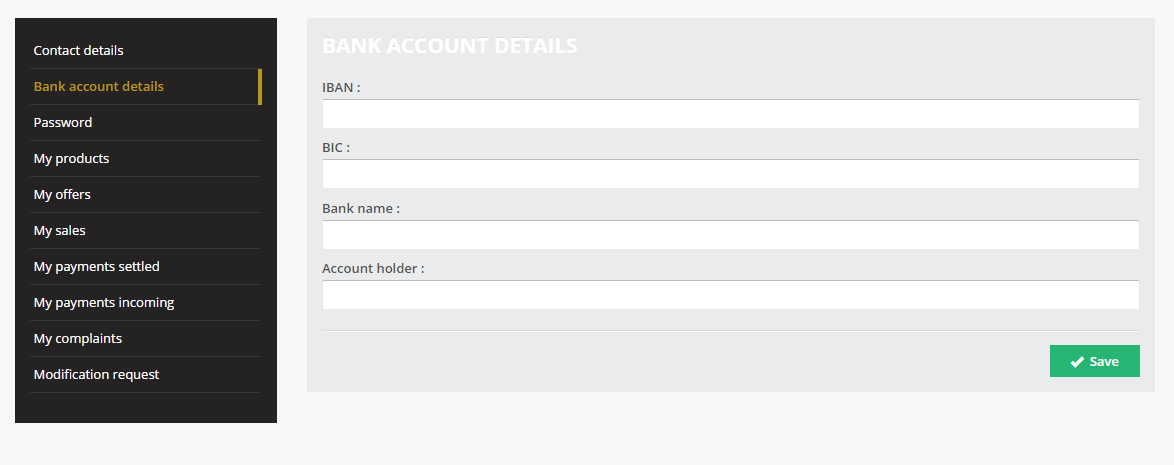 Contact details
Bank account details
Password
My products
My offers
My sales
My payments settled
My payments incoming
My complaints
Modification request
BANK ACCOUNT DETAILS
IBAN :
BIC :
Bank name :
Account holder :
Save